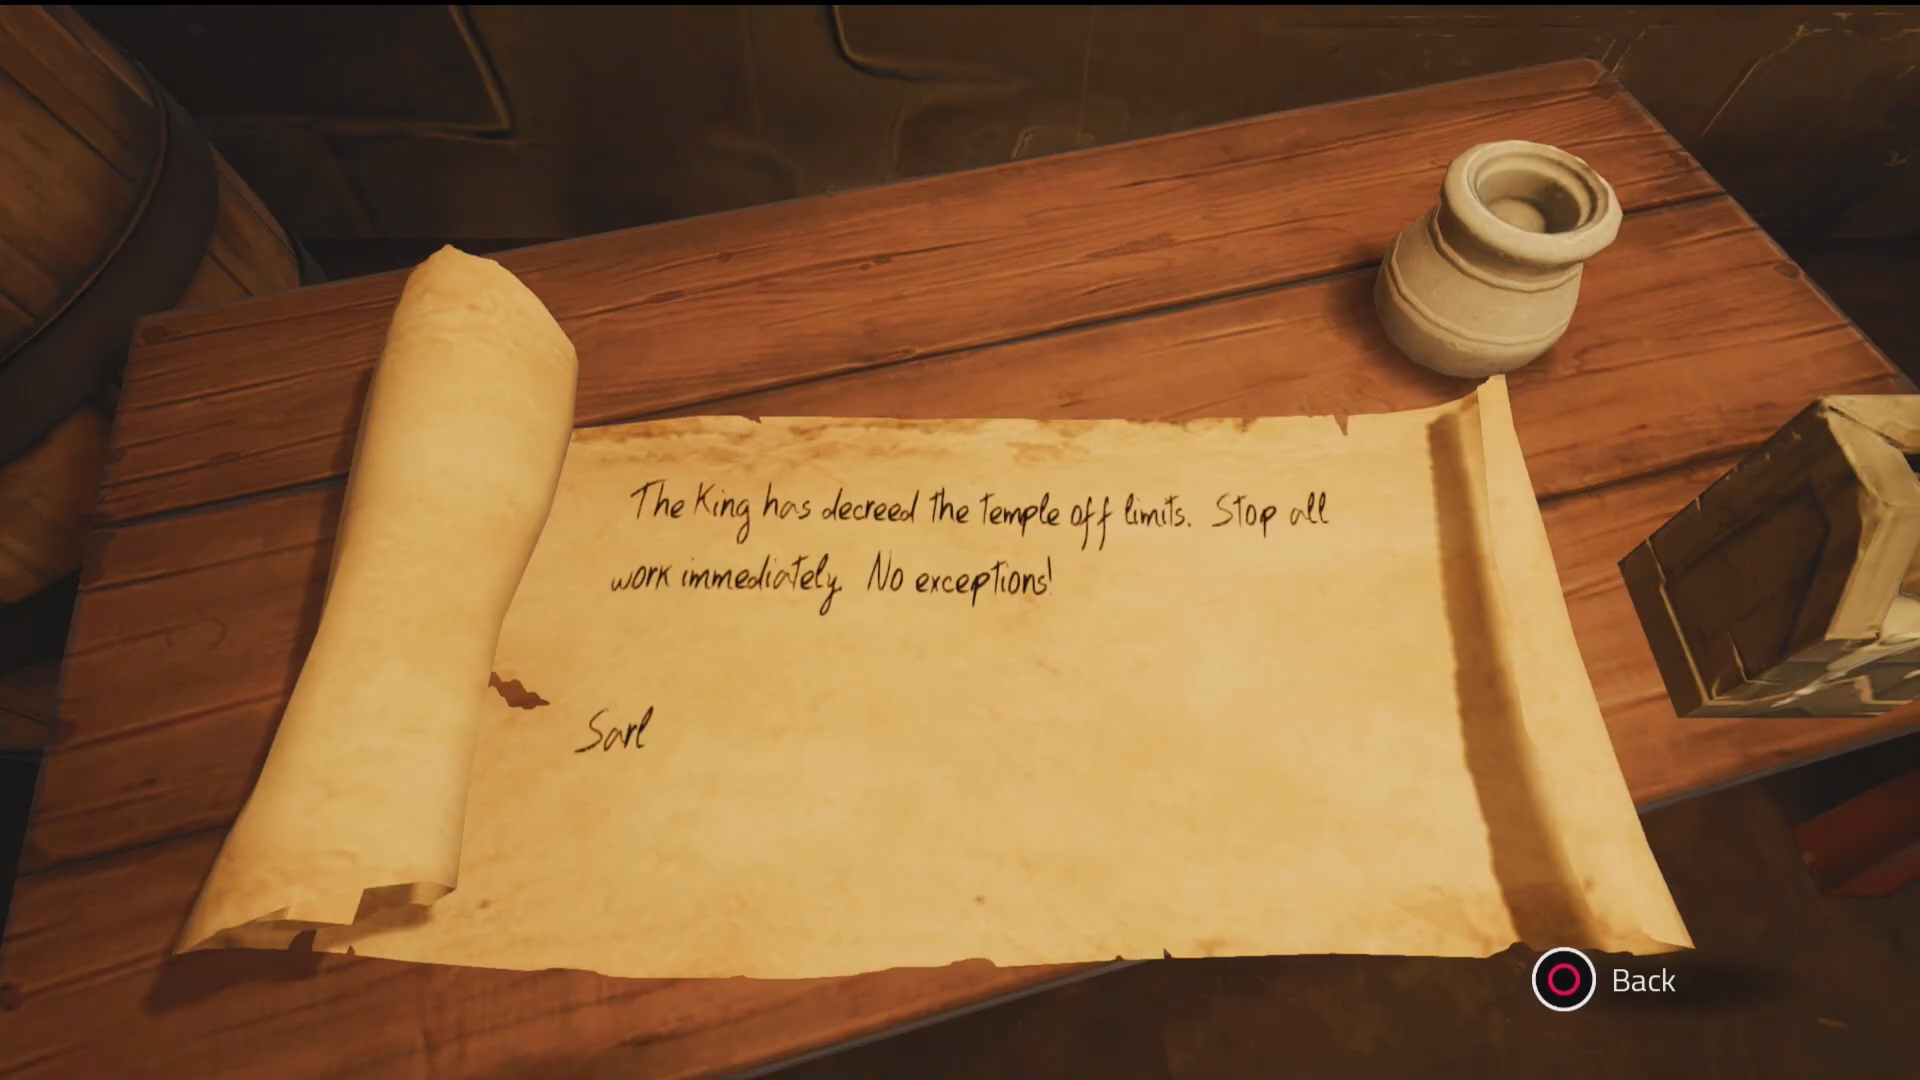 The King has decreed the temple off limits. Stop all
work immediately. No exceptions!
Sarl
Back